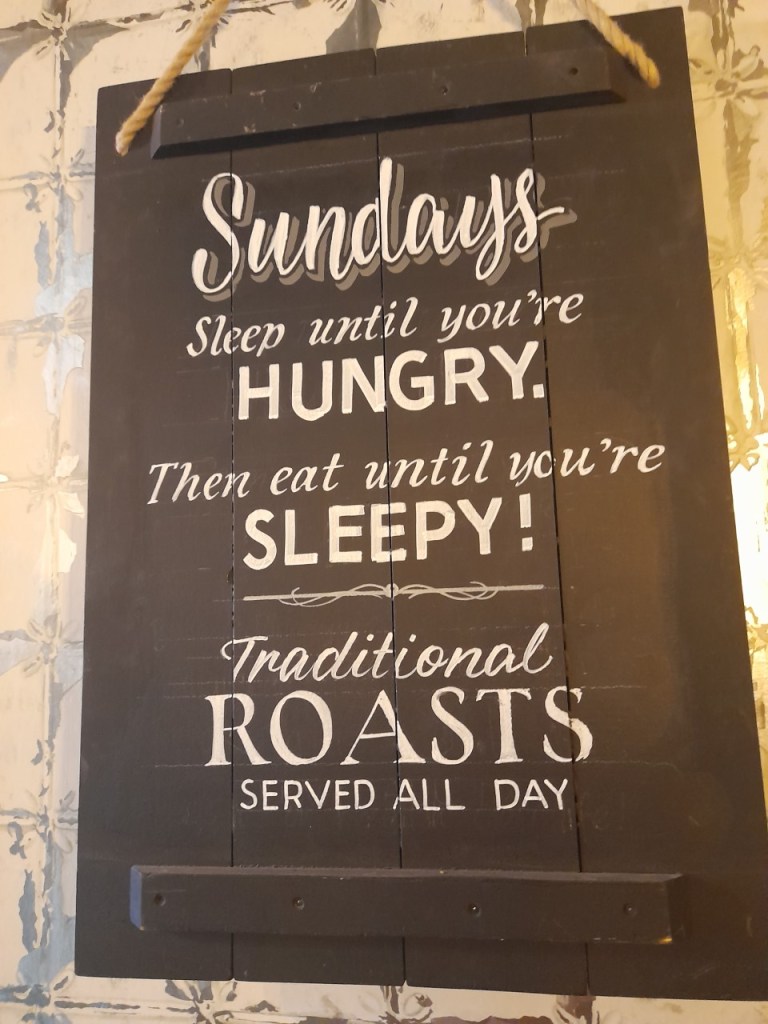 Sundays
Sleep until you're
HUNGRY.
Then eat until you're
SLEEPY!
Traditional
ROASTS
SERVED ALL DAY